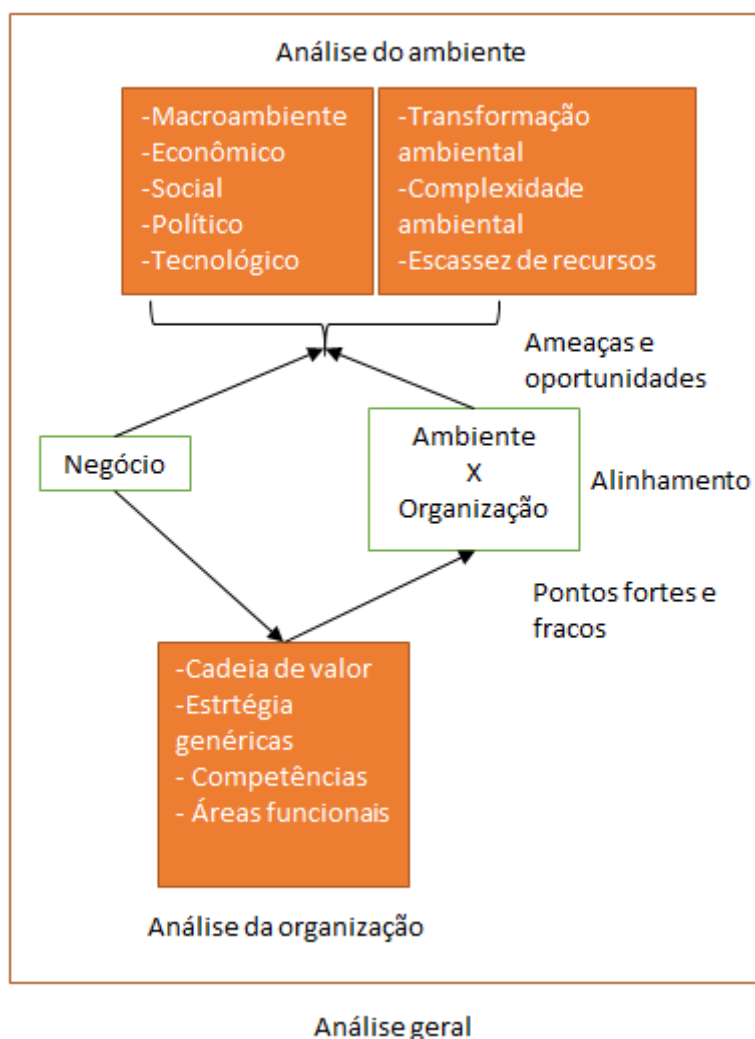 Análise do ambiente
-Macroambiente
-Econômico
-Social
-Político
-Tecnológico
-Transformação
ambiental
-Complexidade
ambiental
-Escassez de recursos
Ameaças e
oportunidades
Negócio
Ambiente
X
Organização
Alinhamento
Pontos fortes e
fracos
-Cadeia de valor
-Estrtégia
genéricas
- Competências
- Áreas funcionais
Análise da organização
Análise geral